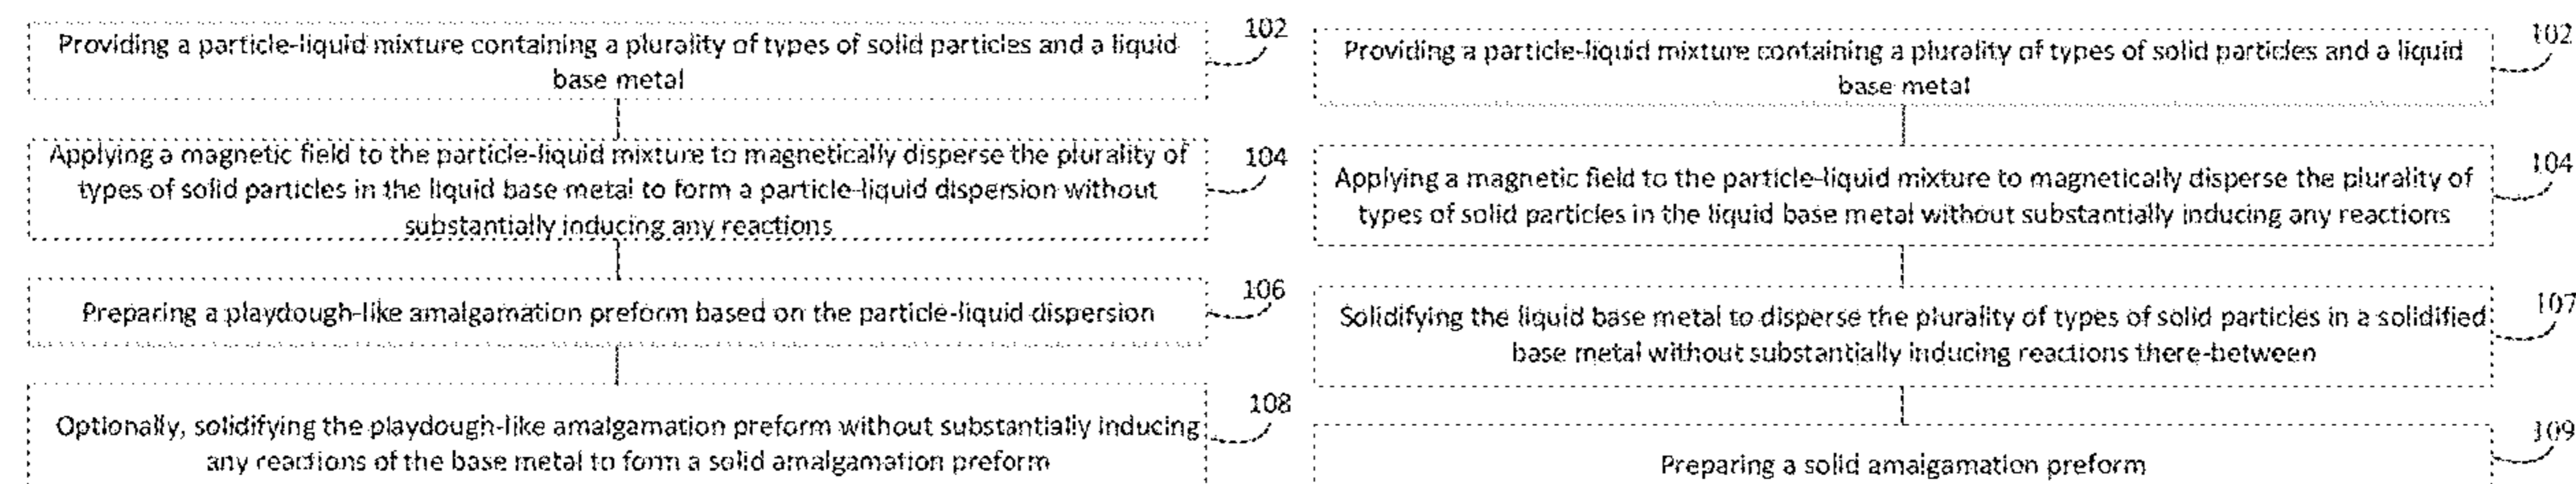 Providing a particle-liquid mixture containing a plurality of types of solid particles and a liquid
base metal
102
Applying a magnetic field to the particle-liquid mixture to magnetically disperse the plurality of
types of solid particles in the liquid base metal to form a particle-liquid dispersion without
substantially inducing any reactions
104
Preparing a playdough-like amalgamation preform based on the particle-liquid dispersion
106
Optionally, solidifying the playdough-like amalgamation preform without substantially inducing
any reactions of the base metal to form a solid amalgamation preform
108
Providing a particle-liquid mixture containing a plurality of types of solid particles and a liquid
base metal
102
Applying a magnetic field to the particle-liquid mixture to magnetically disperse the plurality of
types of solid particles in the liquid base metal without substantially inducing any reactions
104
Solidifying the liquid base metal to disperse the plurality of types of solid particles in a solidified
base metal without substantially inducing reactions there-between
107
Preparing a solid amalgamation preform
109